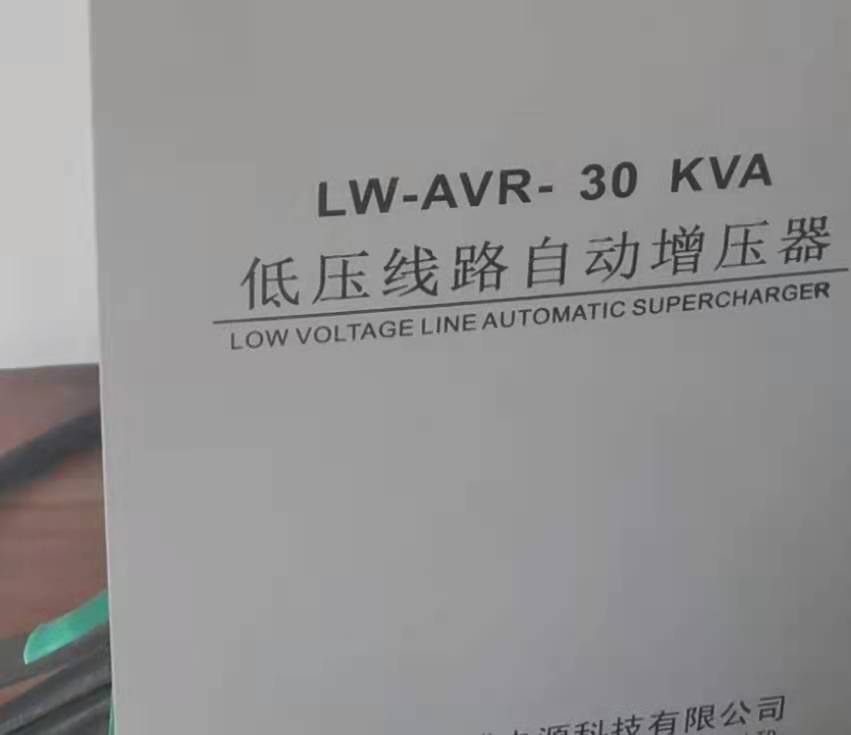 LW-AVR- 30 KVA
低压线路自动增压器
LOW VOLTAGE LINE AUTOMATIC SUPERCHARGER
源科技有限公司